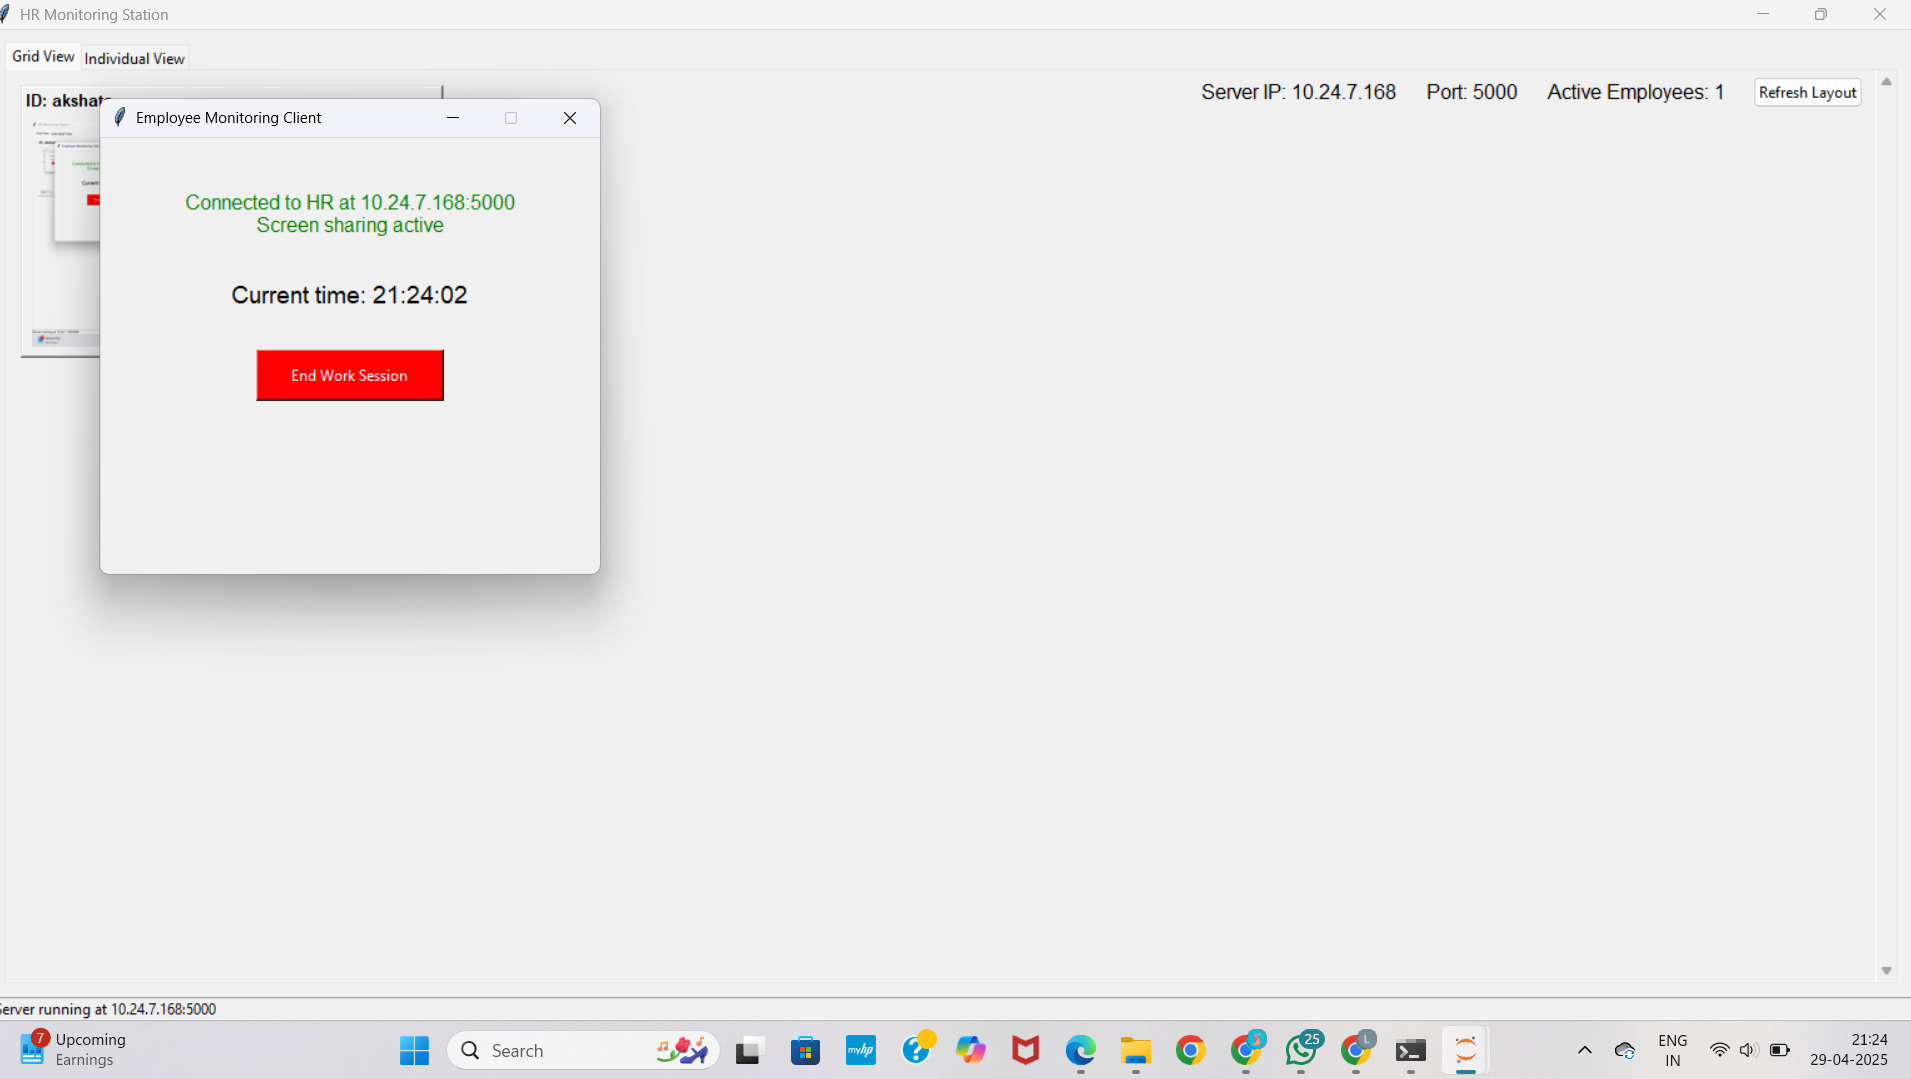 HR Monitoring Station
Grid View
Individual View
Server IP: 10.24.7.168
Port: 5000
Active Employees: 1
Refresh Layout
ID:
Employee Monitoring Client
Connected to HR at 10.24.7.168:5000
Screen sharing active
Current time: 21:24:02
End Work Session
Server running at 10.24.7.168:5000
7
Upcoming
Earnings
Search
myhp
25
L
ENG
IN
21:24
29-04-2025